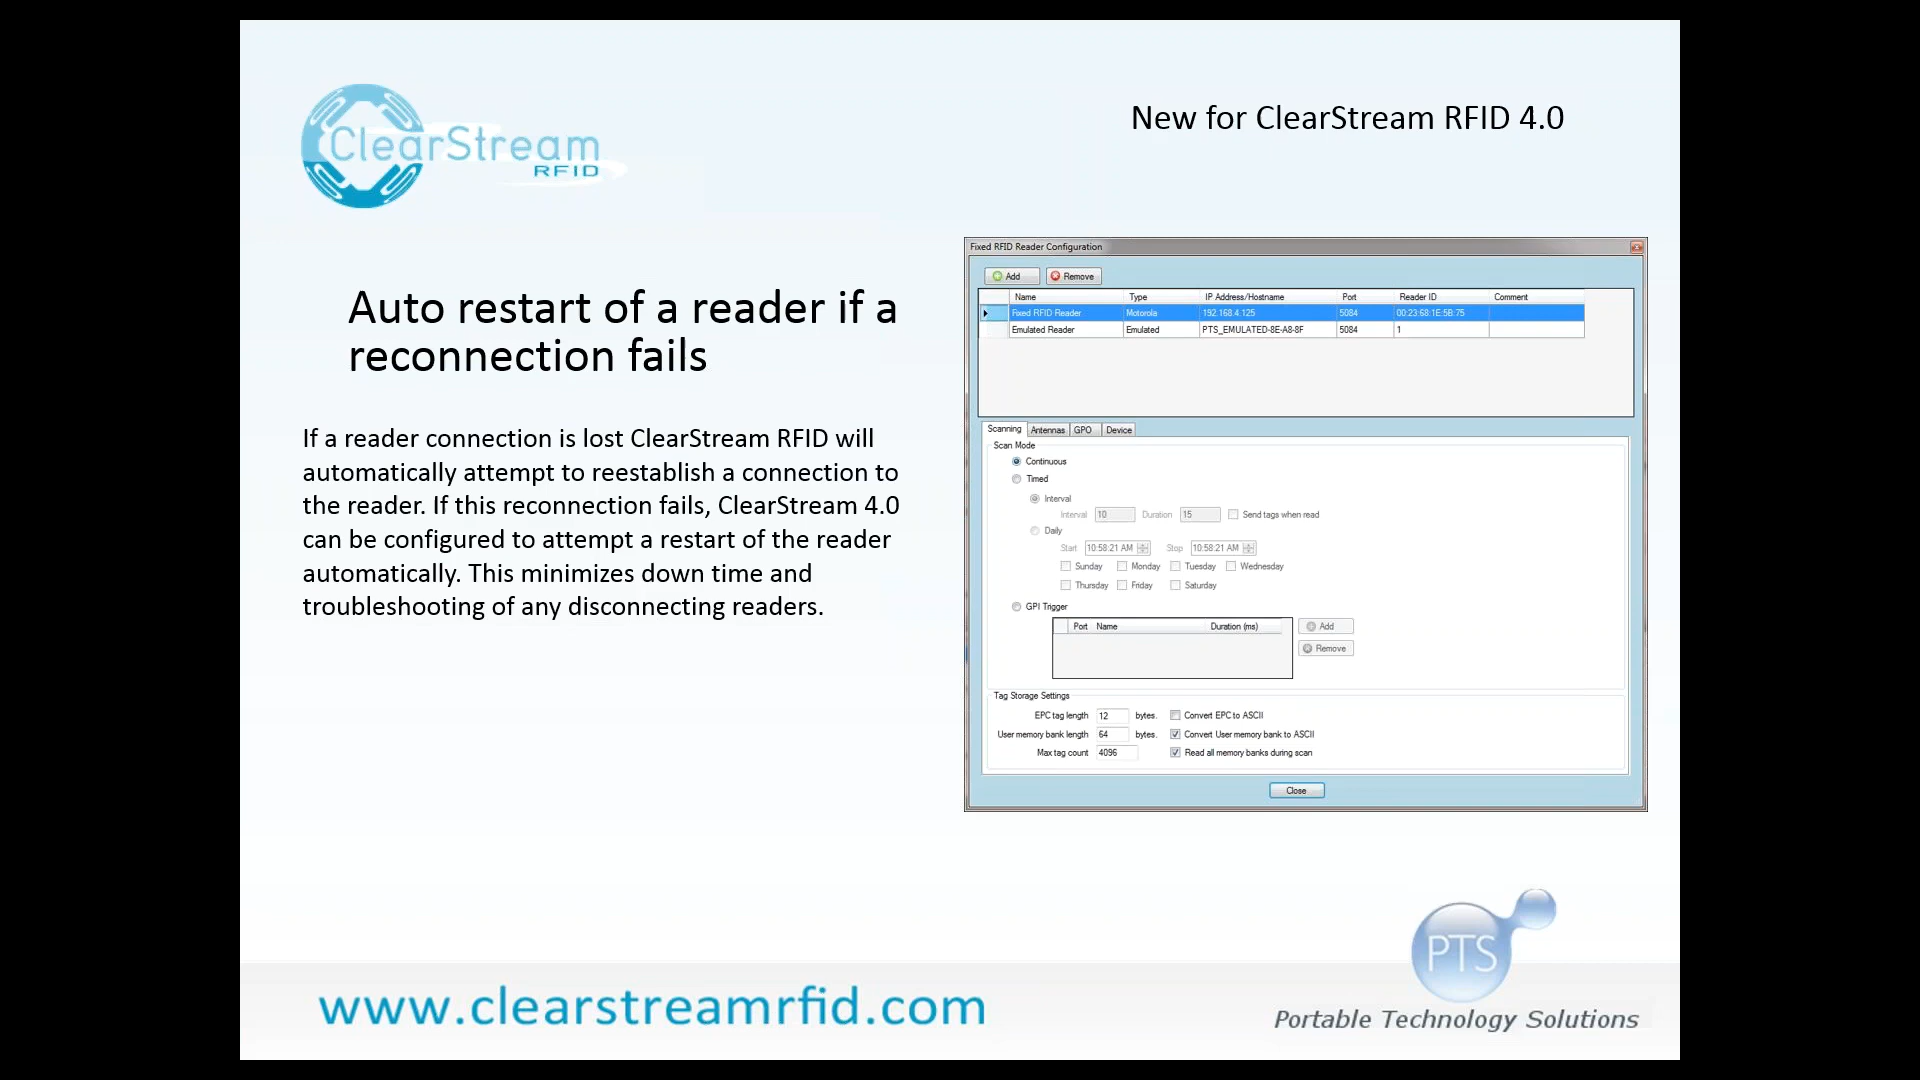 ClearStream
RFID
New for ClearStream RFID 4.0
Auto restart of a reader if a
reconnection fails
If a reader connection is lost ClearStream RFID will
automatically attempt to reestablish a connection to
the reader. If this reconnection fails, ClearStream 4.0
can be configured to attempt a restart of the reader
automatically. This minimizes down time and
troubleshooting of any disconnecting readers.
Fixed RFID Reader Configuration
Add Remove
Name Type IP Address/Hostname Port Reader ID Comment
Fixed RFID Reader Motorola 192.168.4.125 5084 00:23:68:1E:5B:75
Emulated Reader Emulated PTS_EMULATED-8E-A8-8F 5084 1
Scanning Antennas GPO Device
Scan Mode
Continuous
Timed
Interval
Interval 10 Duration 15 Send tags when read
Daily
Start 10:58:21 AM Stop 10:58:21 AM
Sunday Monday Tuesday Wednesday
Thursday Friday Saturday
GPI Trigger
Port Name Duration (ms) Add
Remove
Tag Storage Settings
EPC tag length 12 bytes. Convert EPC to ASCII
User memory bank length 64 bytes. Convert User memory bank to ASCII
Max tag count 4096 Read all memory banks during scan
Close
PTS
www.clearstreamrfid.com
Portable Technology Solutions